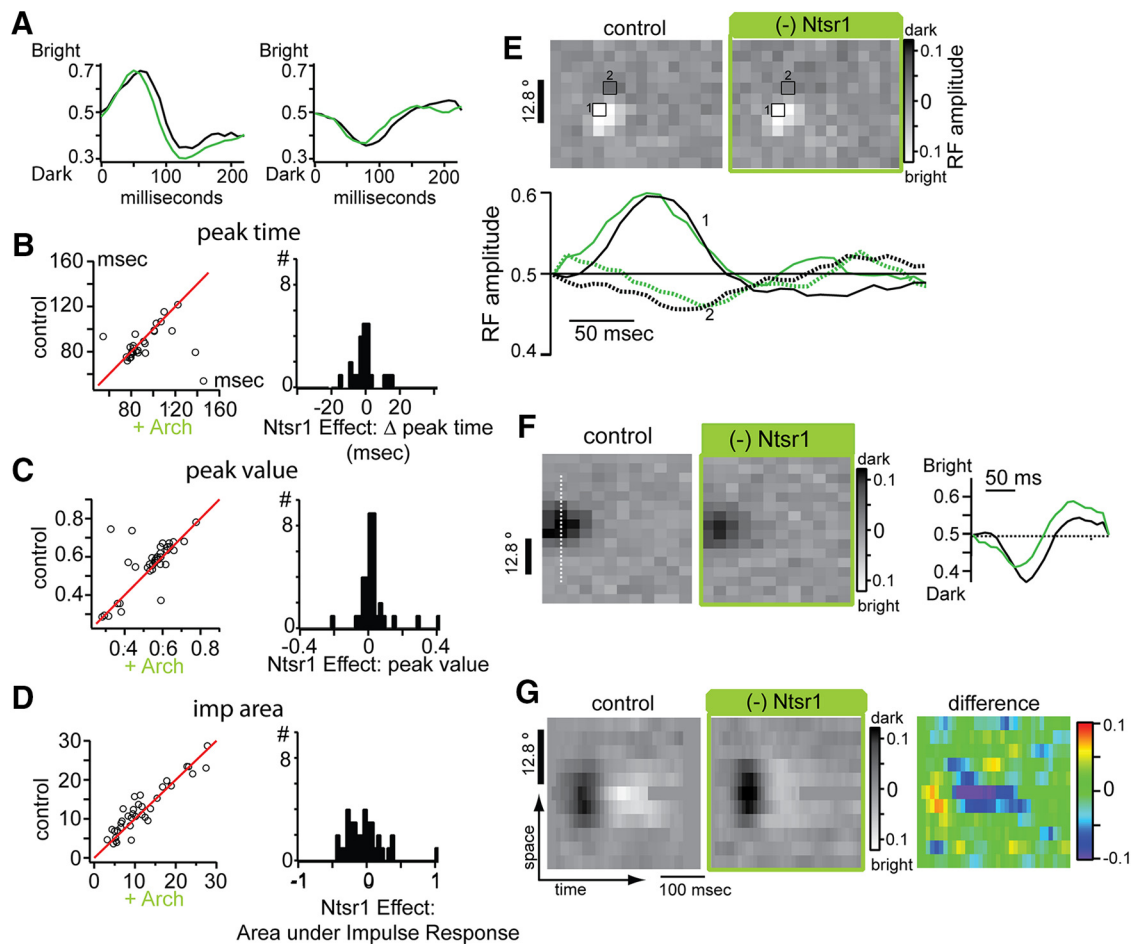 A
Bright
0.7
0.5
0.3
Dark
0 100 200
milliseconds
Bright
0.7
0.5
0.3
Dark
0 100 200
milliseconds
B
peak time
160
msec
120
80
control
msec
80 120 160
+ Arch
#
8
0
-20 0 20
Ntsr1 Effect: Δ peak time
(msec)
C
peak value
0.8
0.6
0.4
control
0.4 0.6 0.8
+ Arch
#
8
0
-0.4 0 0.4
Ntsr1 Effect: peak value
D
imp area
30
20
10
0
control
0 10 20 30
+ Arch
#
8
0
-1 0 1
Ntsr1 Effect:
Area under Impulse Response
E
control
(-) Ntsr1
12.8 °
2
1
2
1
dark
0.1
0
0.1
bright
RF amplitude
0.6
0.5
0.4
RF amplitude
1
2
50 msec
F
control
(-) Ntsr1
12.8 °
dark
0.1
0
0.1
bright
Bright
50 ms
0.6
0.5
0.4
Dark
G
control
(-) Ntsr1
difference
12.8 °
space
time
100 msec
dark
0.1
0
0.1
bright
0.1
0
-0.1